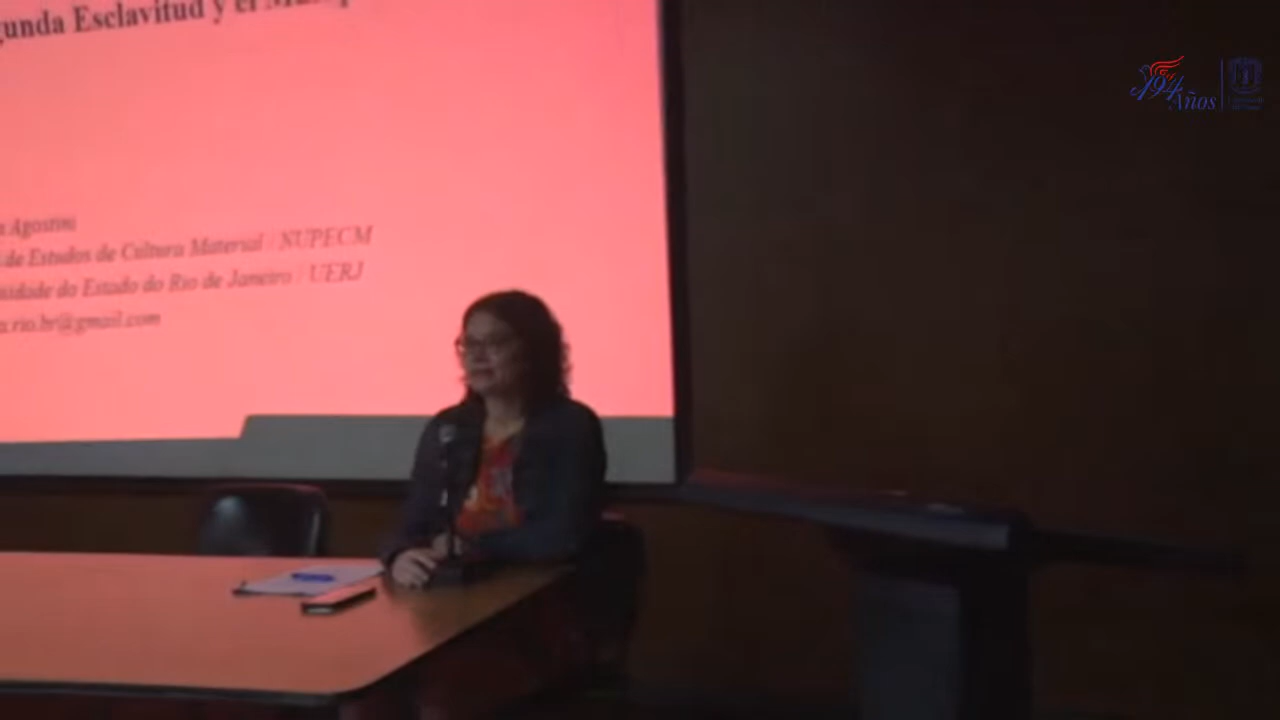 gunda Esclavitud y el
194 Años
a Agostini
de Estudos de Cultura Material / NUPECM
sidade do Estado do Rio de Janeiro / UERJ
a.rio.br@gmail.com